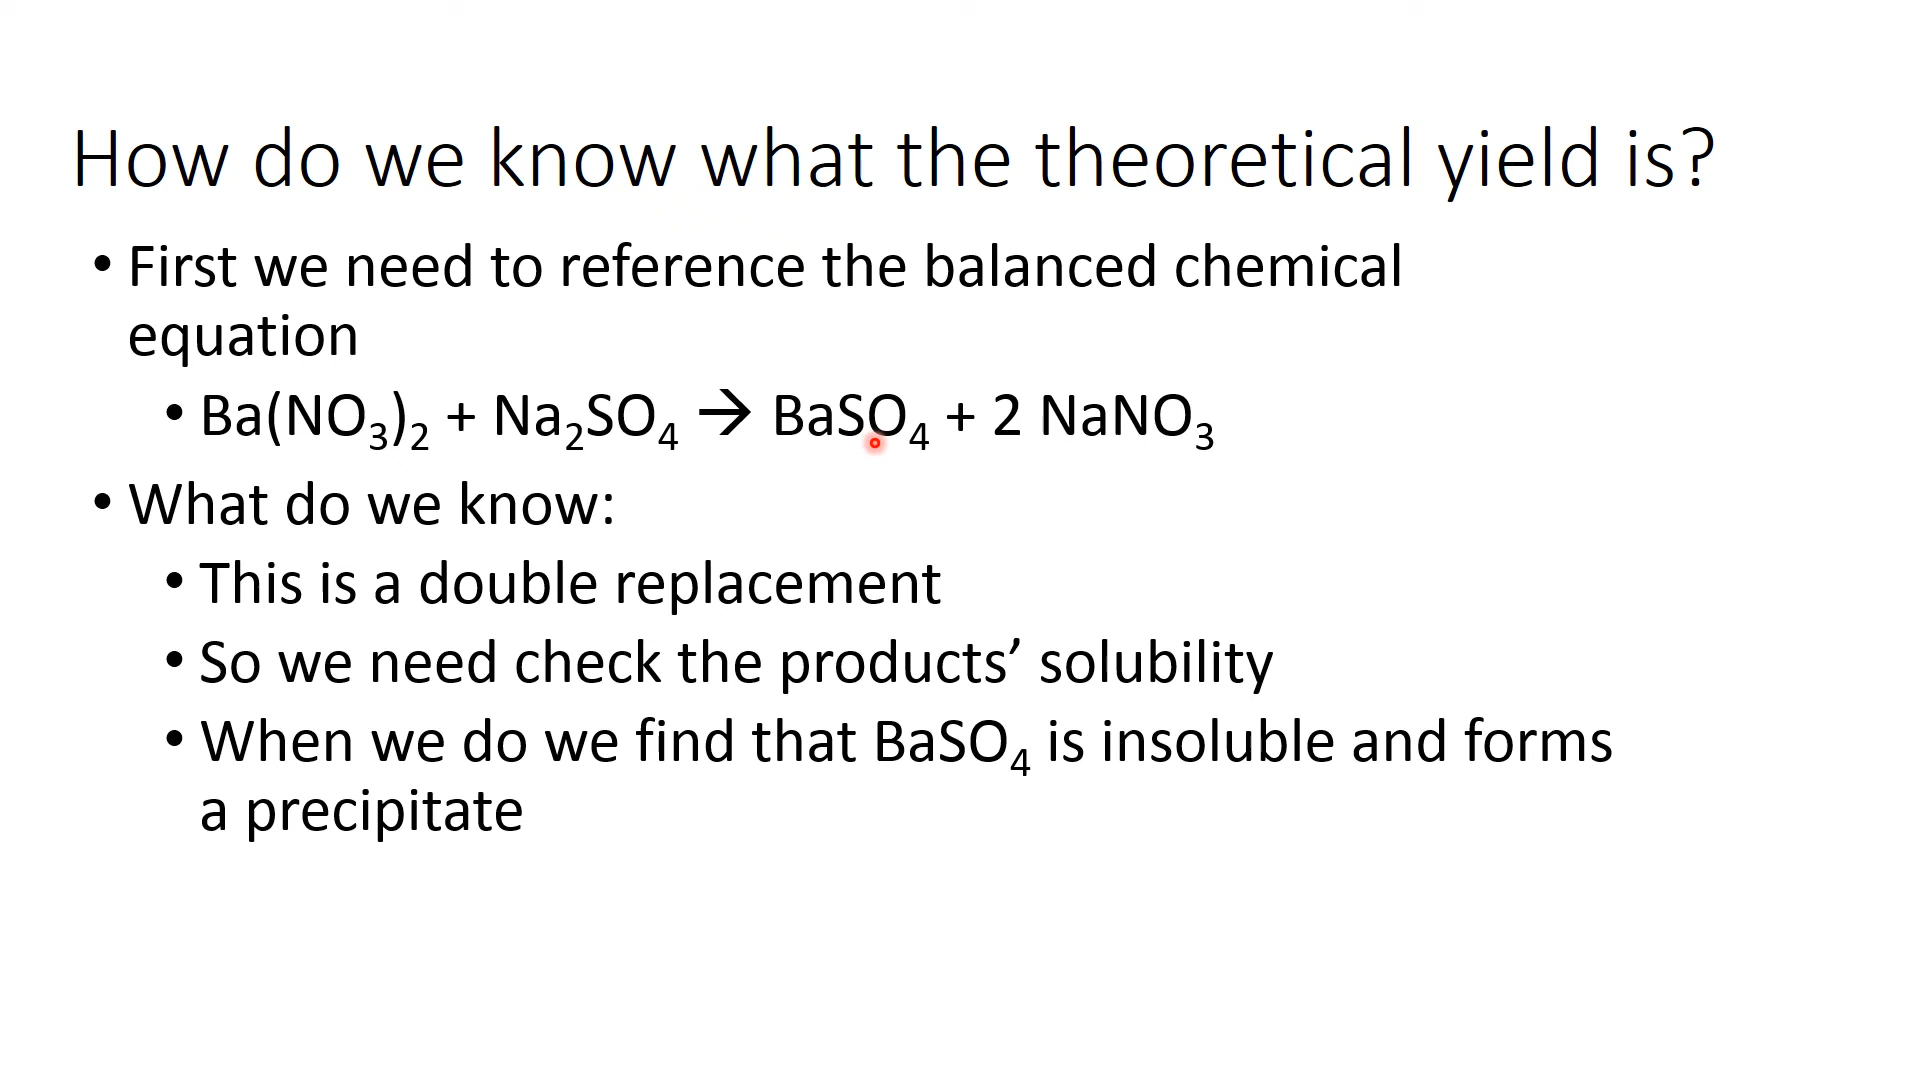 How do we know what the theoretical yield is?
• First we need to reference the balanced chemical
equation
• Ba(NO₃)₂ + Na₂SO₄ → BaSO₄ + 2 NaNO₃
• What do we know:
• This is a double replacement
• So we need check the products’ solubility
• When we do we find that BaSO₄ is insoluble and forms
a precipitate